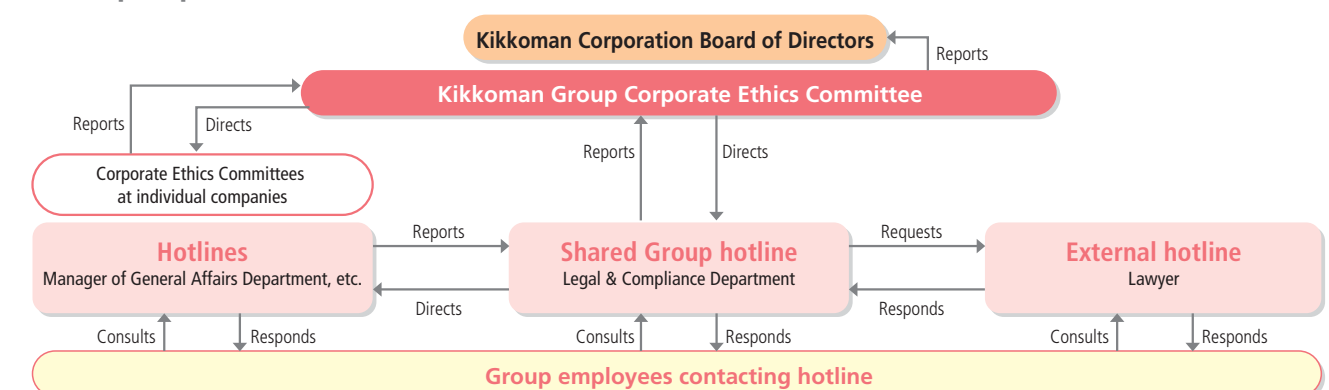 Kikkoman Corporation Board of Directors
Reports
Kikkoman Group Corporate Ethics Committee
Reports
Directs
Reports
Directs
Corporate Ethics Committees
at individual companies
Hotlines
Manager of General Affairs Department, etc.
Reports
Directs
Shared Group hotline
Legal & Compliance Department
Requests
Responds
External hotline
Lawyer
Consults
Responds
Consults
Responds
Consults
Responds
Group employees contacting hotline